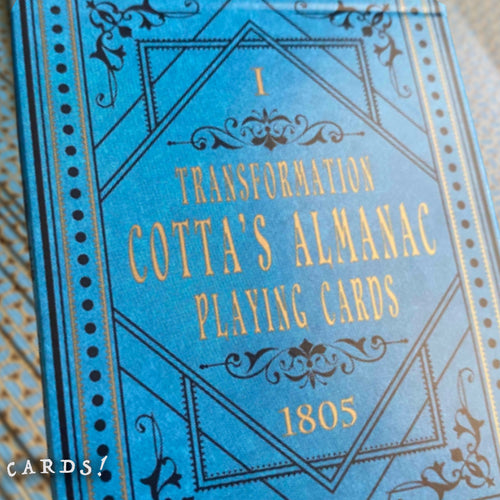 I
TRANSFORMATION
COTTA'S ALMANAC
PLAYING CARDS
1805
CARDS!